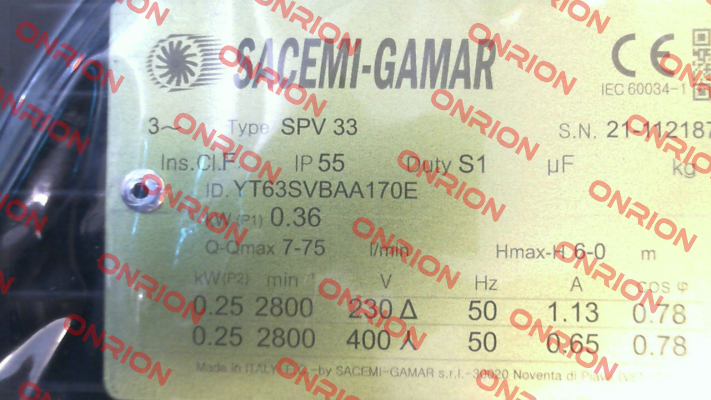 SACEMI-GAMAR CE
IEC 60034-1
3~ Type SPV 33 S.N. 21-112187
Ins.Cl.F IP 55 Duty S1 µF kg
ID. YT63SVBAA170E
kW(P1) 0.36
Q-Qmax 7-75 l/min Hmax-H 6-0 m
kW(P2) min⁻¹ V Hz A cos φ
0.25 2800 230 Δ 50 1.13 0.78
0.25 2800 400 ⅄ 50 0.65 0.78
Made in ITALY by SACEMI-GAMAR s.r.l.-30020 Noventa di
ONRION